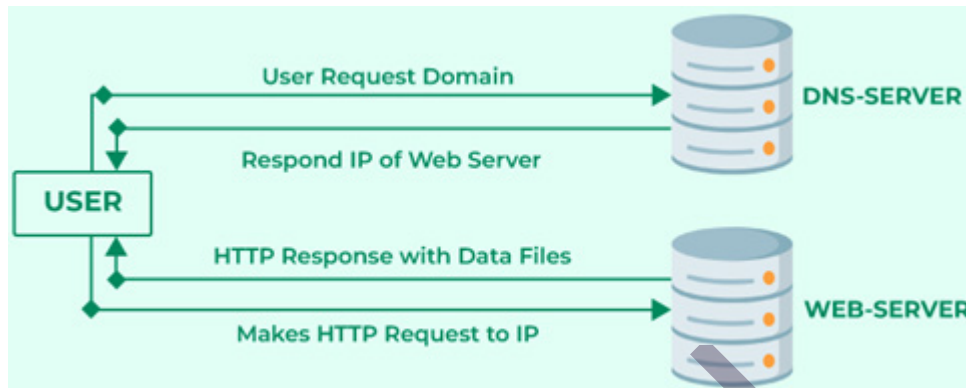 User Request Domain
DNS-SERVER
Respond IP of Web Server
USER
HTTP Response with Data Files
WEB-SERVER
Makes HTTP Request to IP